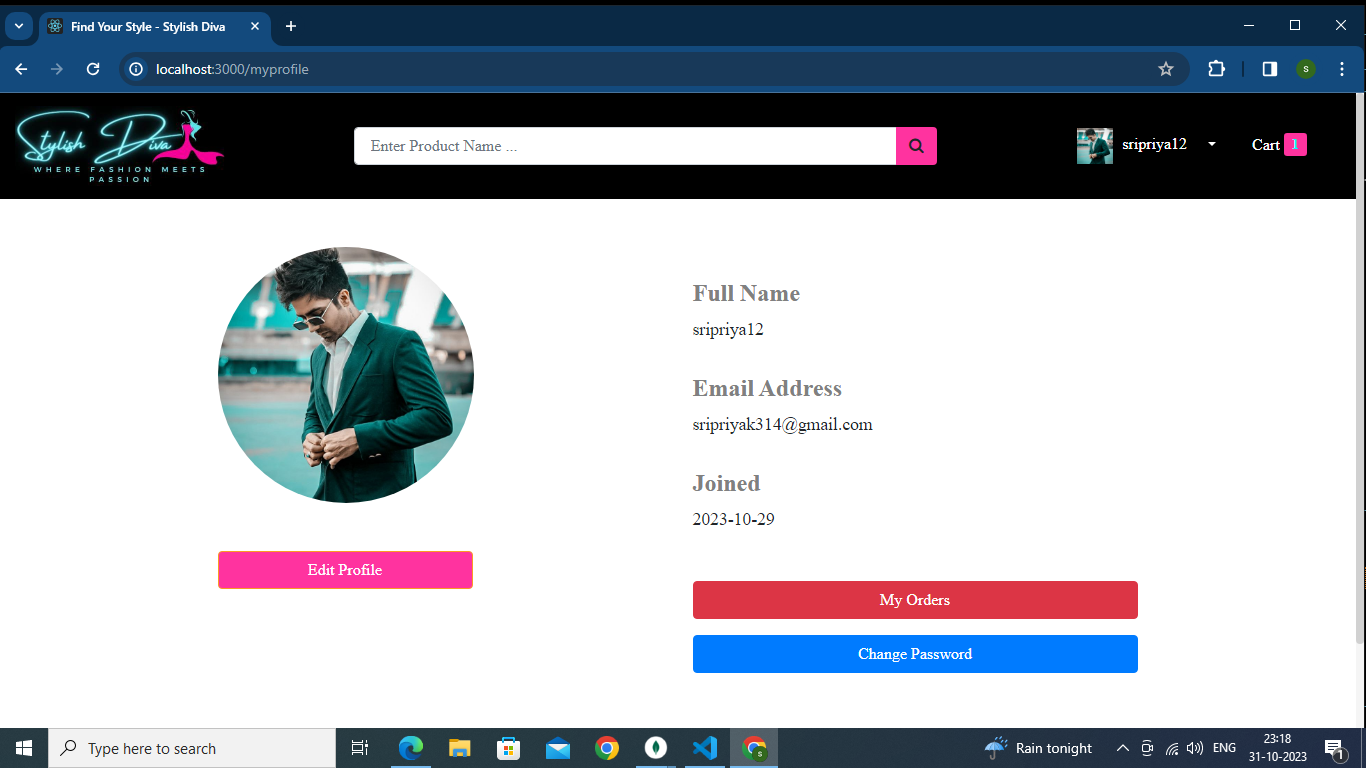 Find Your Style - Stylish Diva
localhost:3000/myprofile
S
Stylish Diva
WHERE FASHION MEETS
PASSION
Enter Product Name ...
sripriya12
Cart 1
Full Name
sripriya12
Email Address
sripriyak314@gmail.com
Joined
2023-10-29
Edit Profile
My Orders
Change Password
Type here to search
S
Rain tonight
ENG
23:18
31-10-2023
1